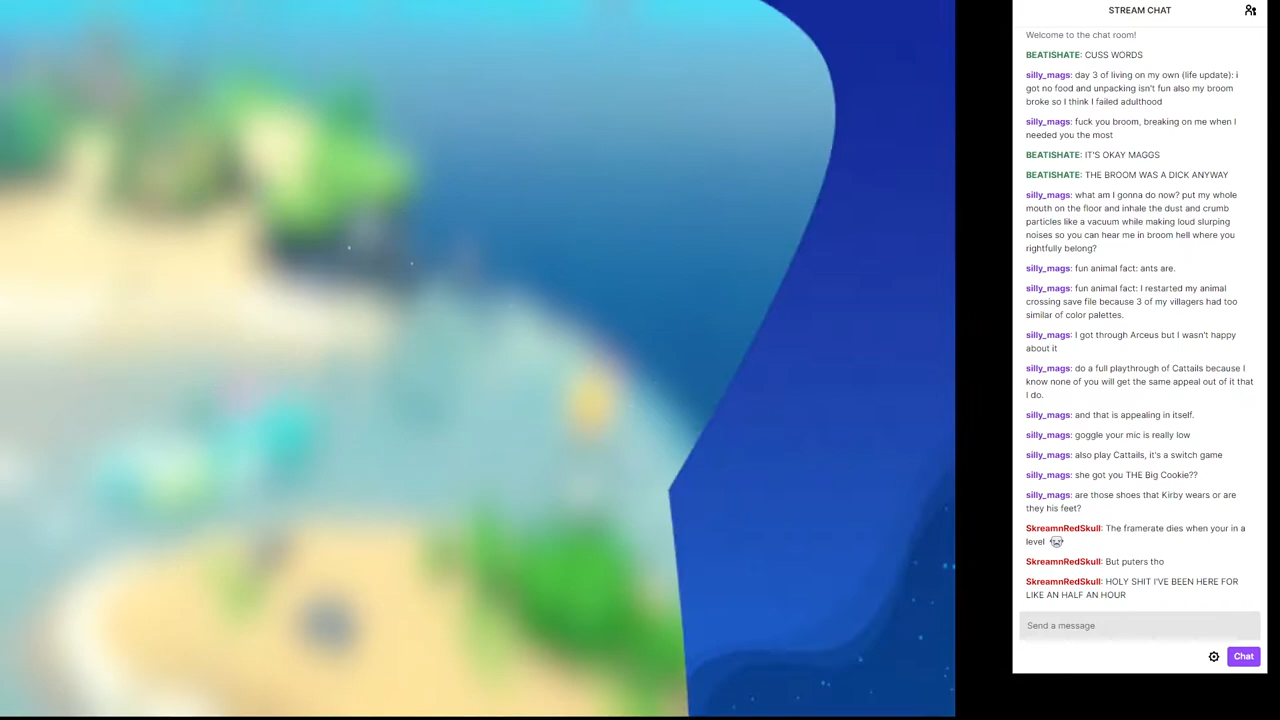 STREAM CHAT
Welcome to the chat room!
BEATISHATE: CUSS WORDS
silly_mags: day 3 of living on my own (life update): i
got no food and unpacking isn't fun also my broom
broke so I think I failed adulthood
silly_mags: fuck you broom, breaking on me when I
needed you the most
BEATISHATE: IT'S OKAY MAGGS
BEATISHATE: THE BROOM WAS A DICK ANYWAY
silly_mags: what am I gonna do now? put my whole
mouth on the floor and inhale the dust and crumb
particles like a vacuum while making loud slurping
noises so you can hear me in broom hell where you
rightfully belong?
silly_mags: fun animal fact: ants are.
silly_mags: fun animal fact: I restarted my animal
crossing save file because 3 of my villagers had too
similar of color palettes.
silly_mags: I got through Arceus but I wasn't happy
about it
silly_mags: do a full playthrough of Cattails because I
know none of you will get the same appeal out of it that
I do.
silly_mags: and that is appealing in itself.
silly_mags: goggle your mic is really low
silly_mags: also play Cattails, it's a switch game
silly_mags: she got you THE Big Cookie??
silly_mags: are those shoes that Kirby wears or are
they his feet?
SkreamnRedSkull: The framerate dies when your in a
level
SkreamnRedSkull: But puters tho
SkreamnRedSkull: HOLY SHIT I'VE BEEN HERE FOR
LIKE AN HALF AN HOUR
Send a message
Chat